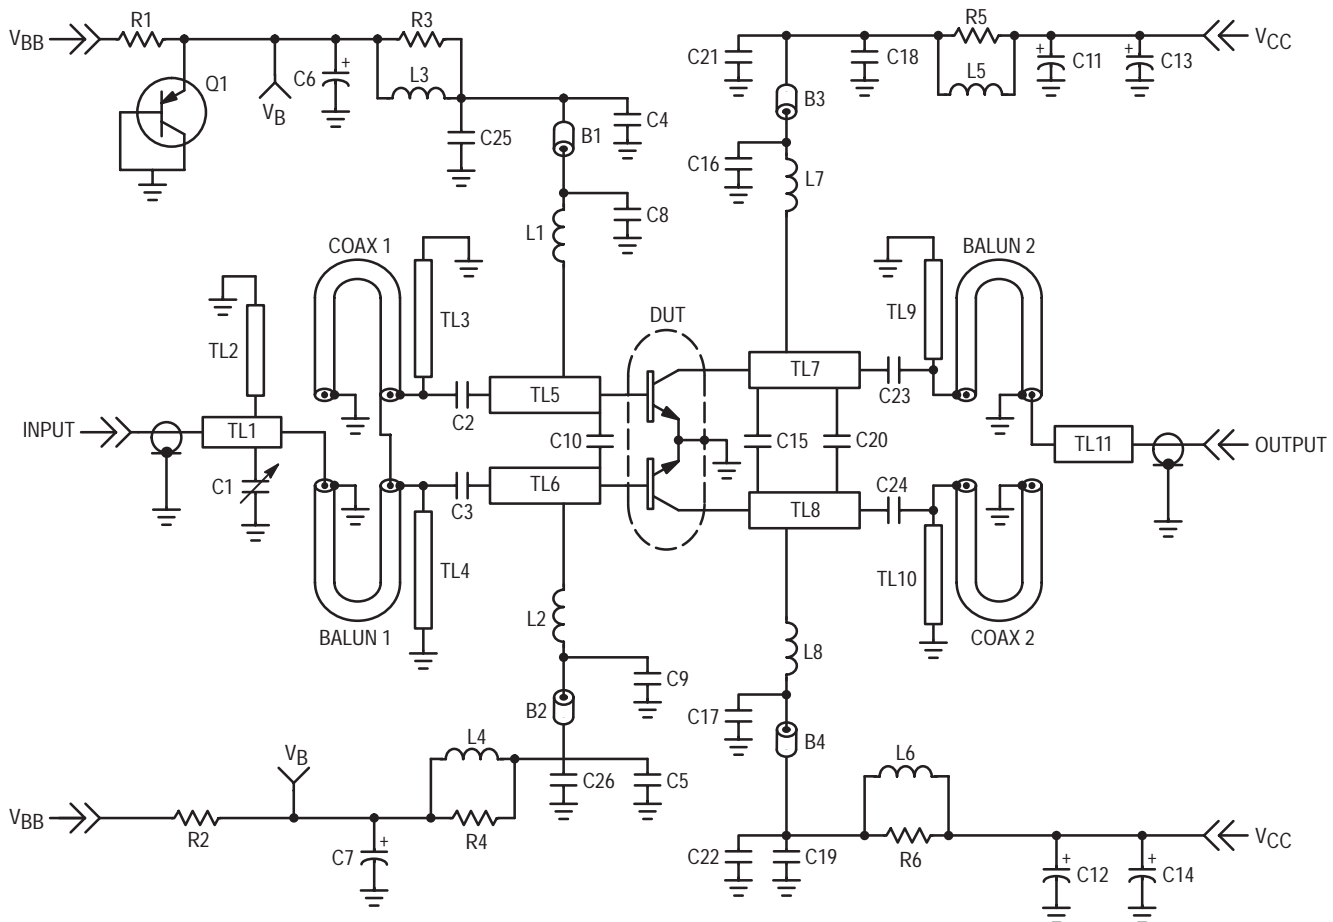 VBB
R1
R3
L3
C6
Q1
VB
C25
B1
C4
C8
L1
C21
C18
R5
L5
C11
C13
VCC
B3
C16
L7
COAX 1
TL3
TL2
INPUT
TL1
C1
C2
TL5
C10
DUT
TL7
C23
TL9
BALUN 2
C15
C20
TL11
OUTPUT
C3
TL6
TL4
BALUN 1
TL8
C24
TL10
COAX 2
L2
C9
B2
L8
C17
B4
VB
L4
VBB
R2
C7
R4
C26
C5
C22
C19
L6
R6
C12
C14
VCC
+
+
+
+
+
+